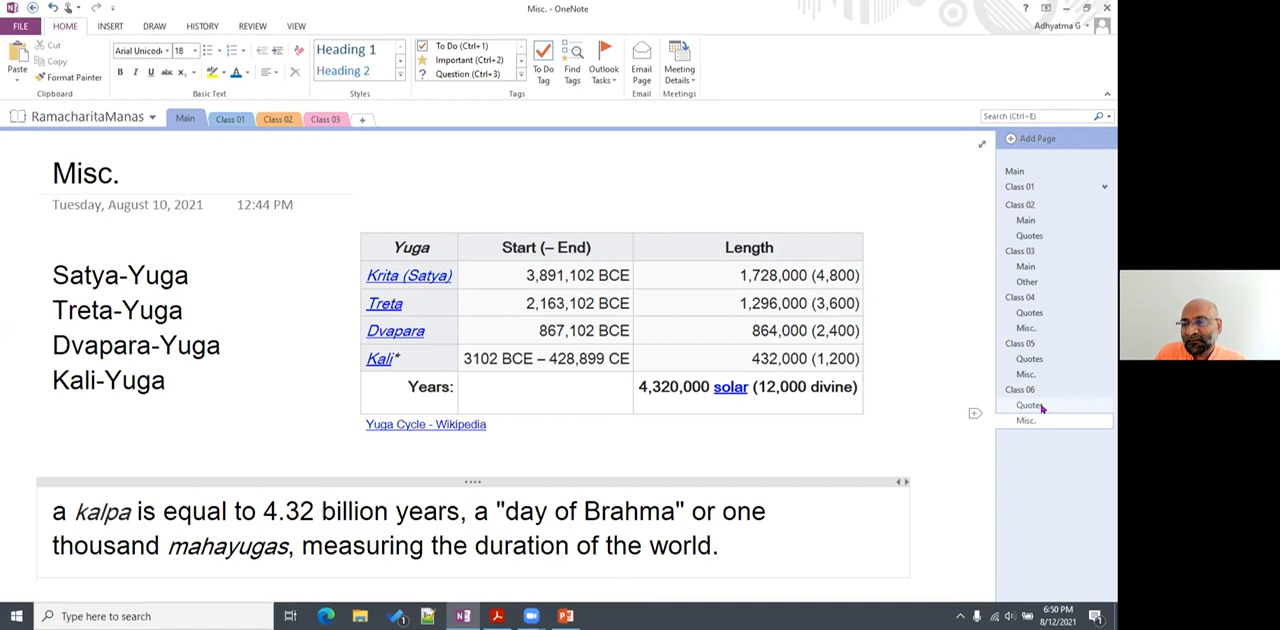 Misc. - OneNote
Adhyatma G
FILE HOME INSERT DRAW HISTORY REVIEW VIEW
Paste
Cut
Copy
Format Painter
Clipboard
Arial Unicod 18
B I U abc
Basic Text
Heading 1
Heading 2
Styles
To Do (Ctrl+1)
Important (Ctrl+2)
Question (Ctrl+3)
Tags
To Do Tag
Find Tags
Outlook Tasks
Email Page
Email
Meeting Details
Meetings
RamacharitaManas Main Class 01 Class 02 Class 03
Search (Ctrl+E)
Misc.
Tuesday, August 10, 2021 12:44 PM
Satya-Yuga
Treta-Yuga
Dvapara-Yuga
Kali-Yuga
Yuga Start (– End) Length
Krita (Satya) 3,891,102 BCE 1,728,000 (4,800)
Treta 2,163,102 BCE 1,296,000 (3,600)
Dvapara 867,102 BCE 864,000 (2,400)
Kali* 3102 BCE – 428,899 CE 432,000 (1,200)
Years: 4,320,000 solar (12,000 divine)
Yuga Cycle - Wikipedia
a kalpa is equal to 4.32 billion years, a "day of Brahma" or one
thousand mahayugas, measuring the duration of the world.
Add Page
Main
Class 01
Class 02
Main
Quotes
Class 03
Main
Other
Class 04
Quotes
Misc.
Class 05
Quotes
Misc.
Class 06
Quotes
Misc.
Type here to search
6:50 PM
8/12/2021